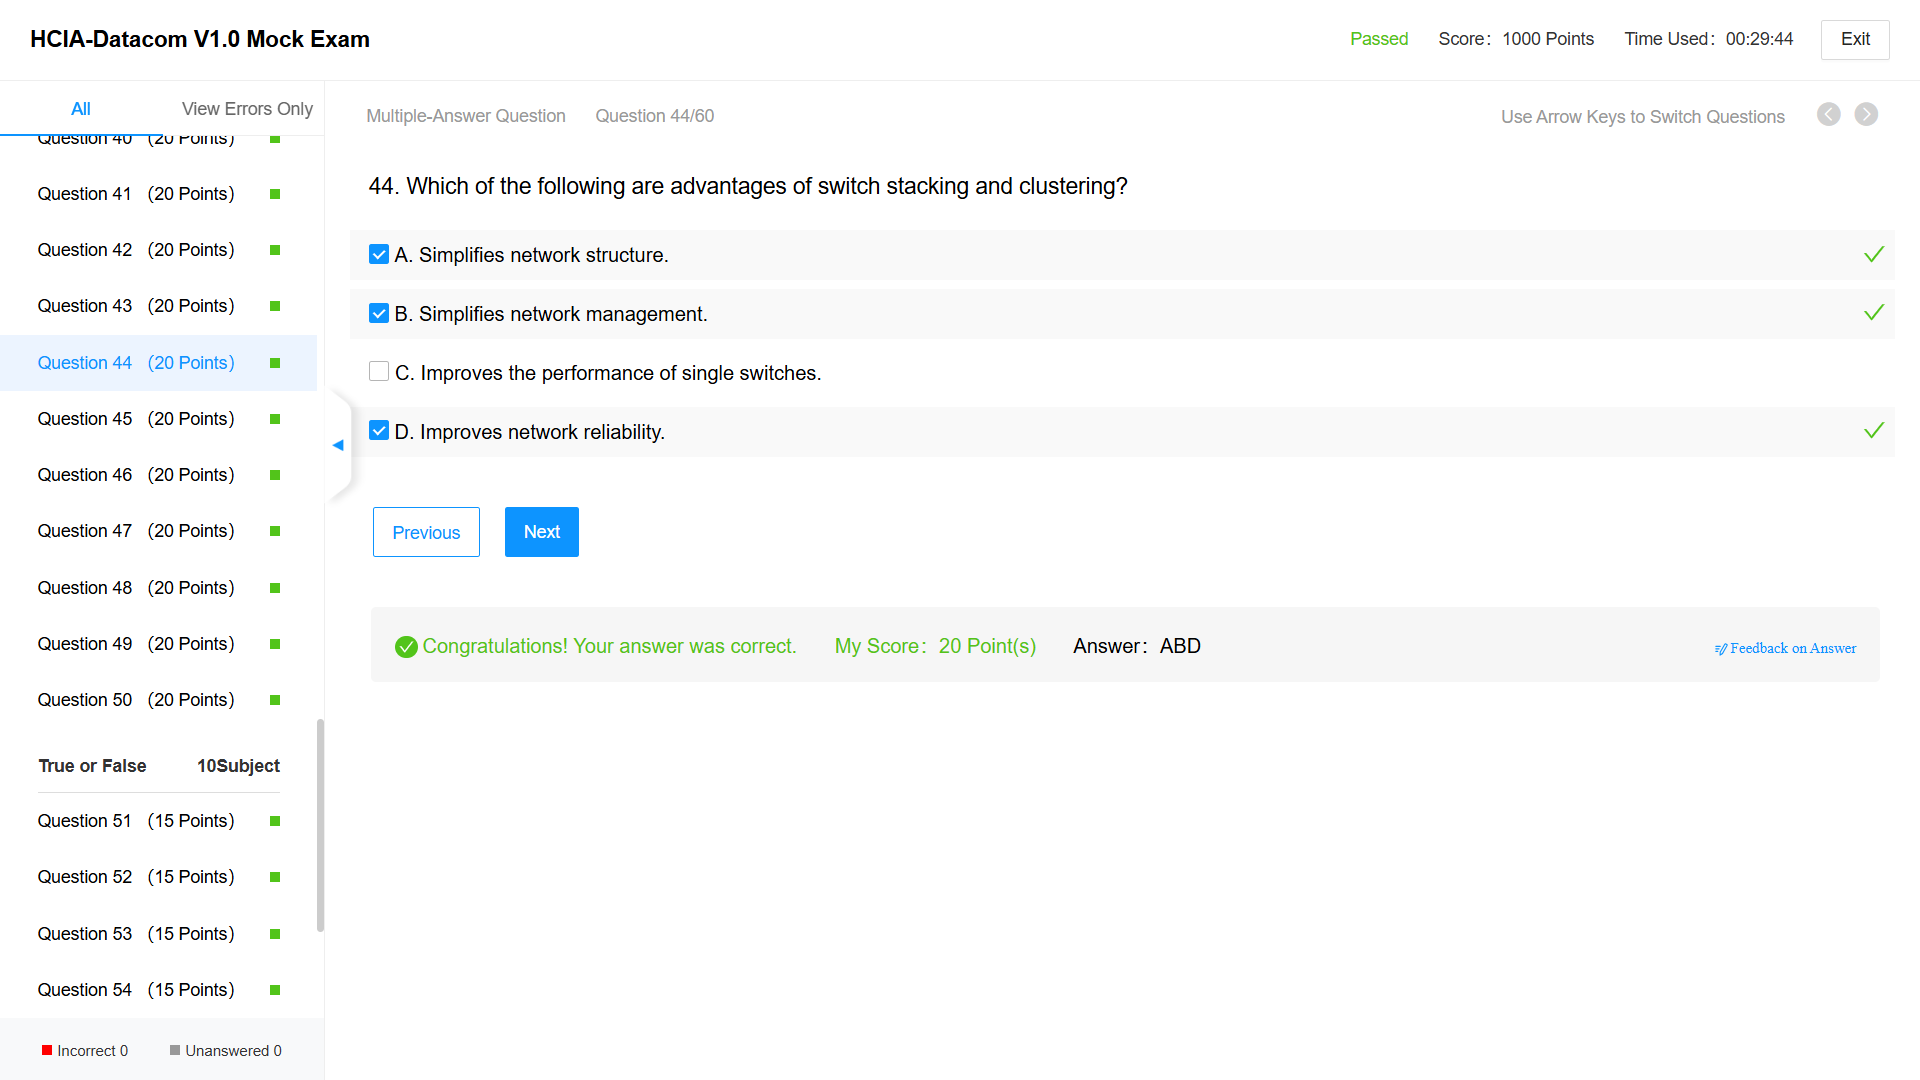 HCIA-Datacom V1.0 Mock Exam
Passed Score: 1000 Points Time Used: 00:29:44 Exit
All View Errors Only
Question 40 (20 Points)
Question 41 (20 Points)
Question 42 (20 Points)
Question 43 (20 Points)
Question 44 (20 Points)
Question 45 (20 Points)
Question 46 (20 Points)
Question 47 (20 Points)
Question 48 (20 Points)
Question 49 (20 Points)
Question 50 (20 Points)
True or False 10Subject
Question 51 (15 Points)
Question 52 (15 Points)
Question 53 (15 Points)
Question 54 (15 Points)
Incorrect 0 Unanswered 0
Multiple-Answer Question Question 44/60 Use Arrow Keys to Switch Questions
44. Which of the following are advantages of switch stacking and clustering?
A. Simplifies network structure.
B. Simplifies network management.
C. Improves the performance of single switches.
D. Improves network reliability.
Previous Next
Congratulations! Your answer was correct. My Score: 20 Point(s) Answer: ABD Feedback on Answer